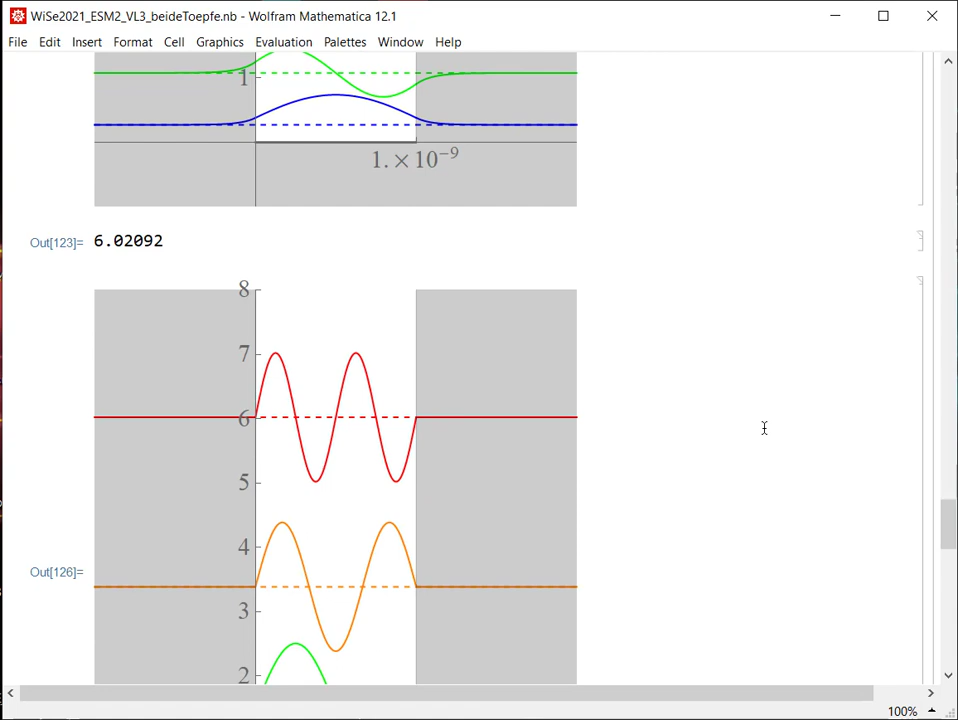 WiSe2021_ESM2_VL3_beideToepfe.nb - Wolfram Mathematica 12.1
File Edit Insert Format Cell Graphics Evaluation Palettes Window Help
1
1.×10⁻⁹
Out[123]= 6.02092
8
7
6
5
4
Out[126]=
3
2
100%